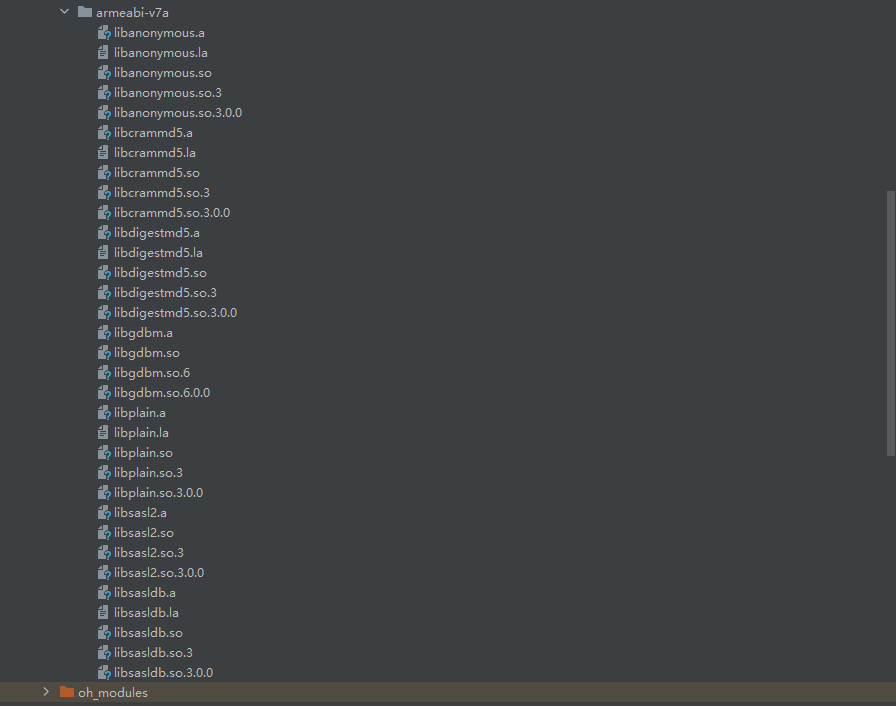 armeabi-v7a
libanonymous.a
libanonymous.la
libanonymous.so
libanonymous.so.3
libanonymous.so.3.0.0
libcrammd5.a
libcrammd5.la
libcrammd5.so
libcrammd5.so.3
libcrammd5.so.3.0.0
libdigestmd5.a
libdigestmd5.la
libdigestmd5.so
libdigestmd5.so.3
libdigestmd5.so.3.0.0
libgdbm.a
libgdbm.so
libgdbm.so.6
libgdbm.so.6.0.0
libplain.a
libplain.la
libplain.so
libplain.so.3
libplain.so.3.0.0
libsasl2.a
libsasl2.so
libsasl2.so.3
libsasl2.so.3.0.0
libsasldb.a
libsasldb.la
libsasldb.so
libsasldb.so.3
libsasldb.so.3.0.0
oh_modules